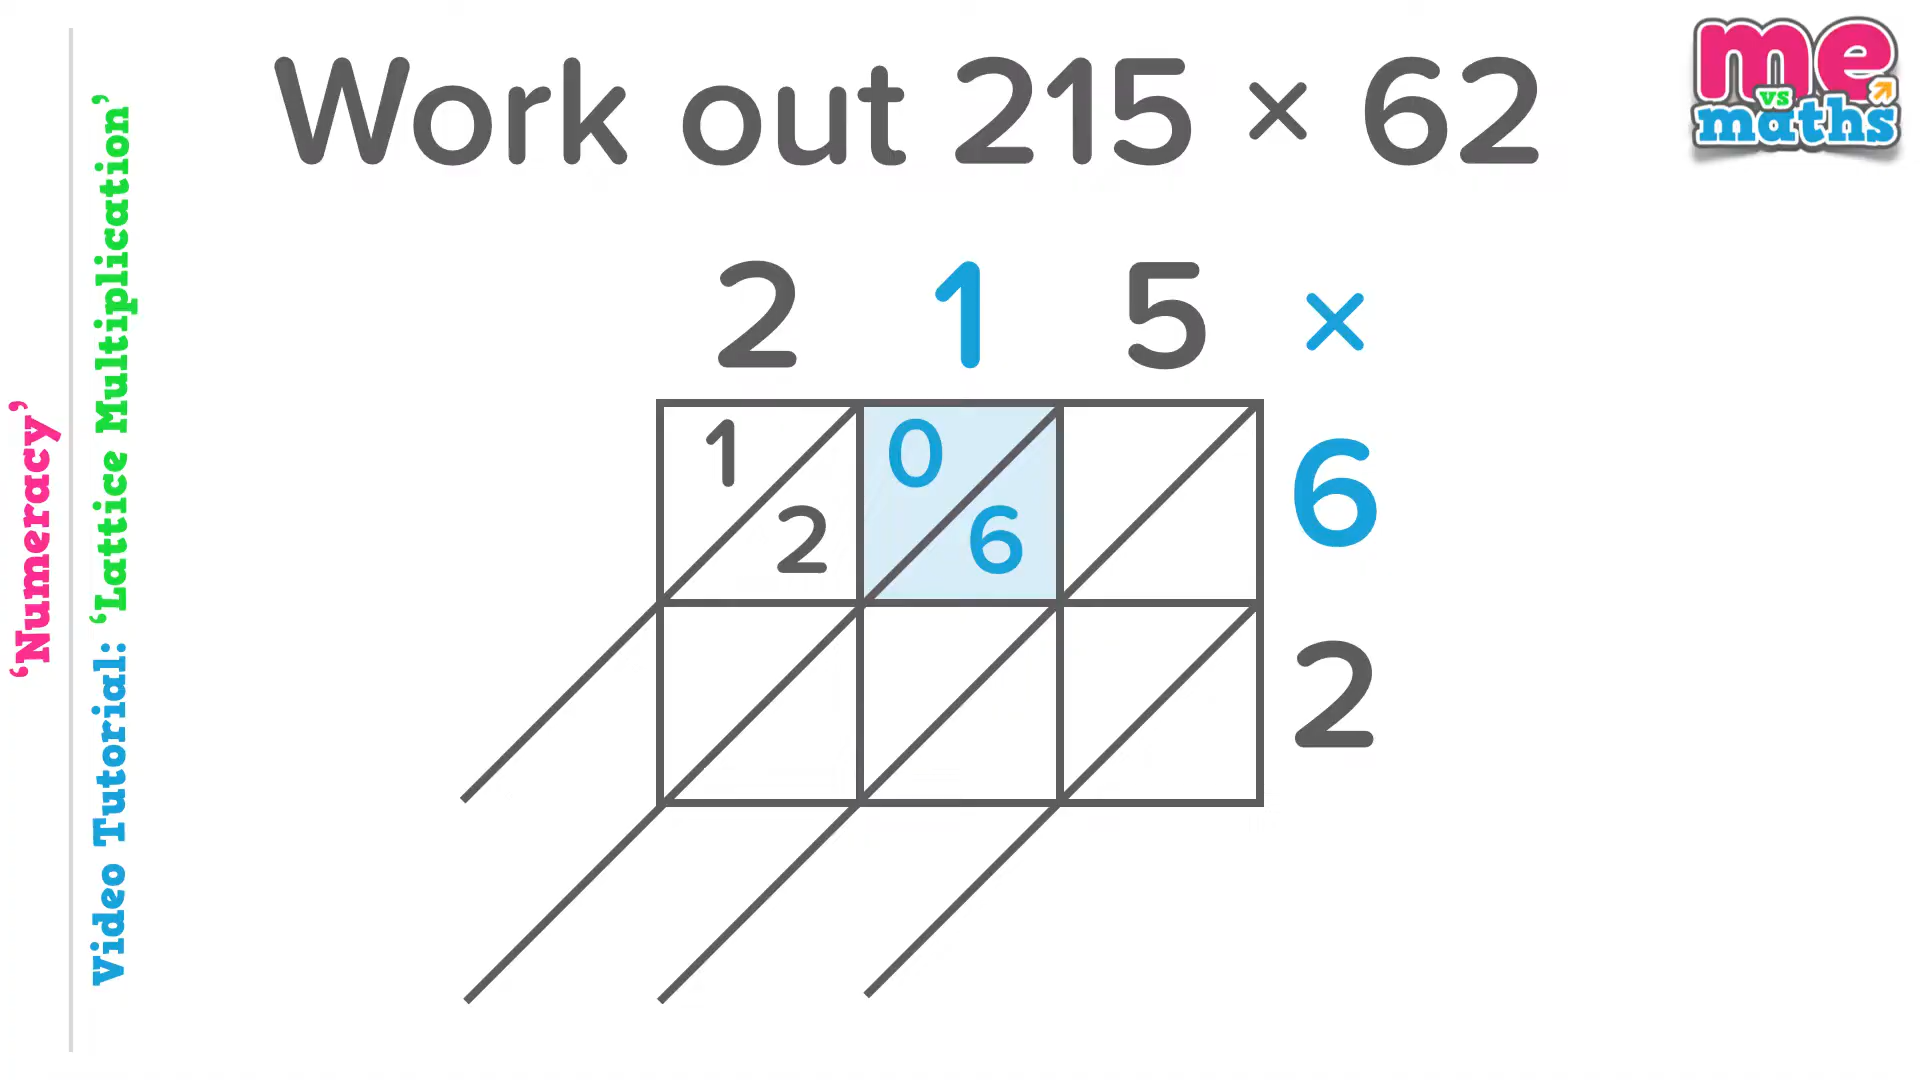 Work out 215 × 62
me
vs
maths
'Numeracy'
Video Tutorial: 'Lattice Multiplication'
2 1 5 ×
1 0 6
2 6
2